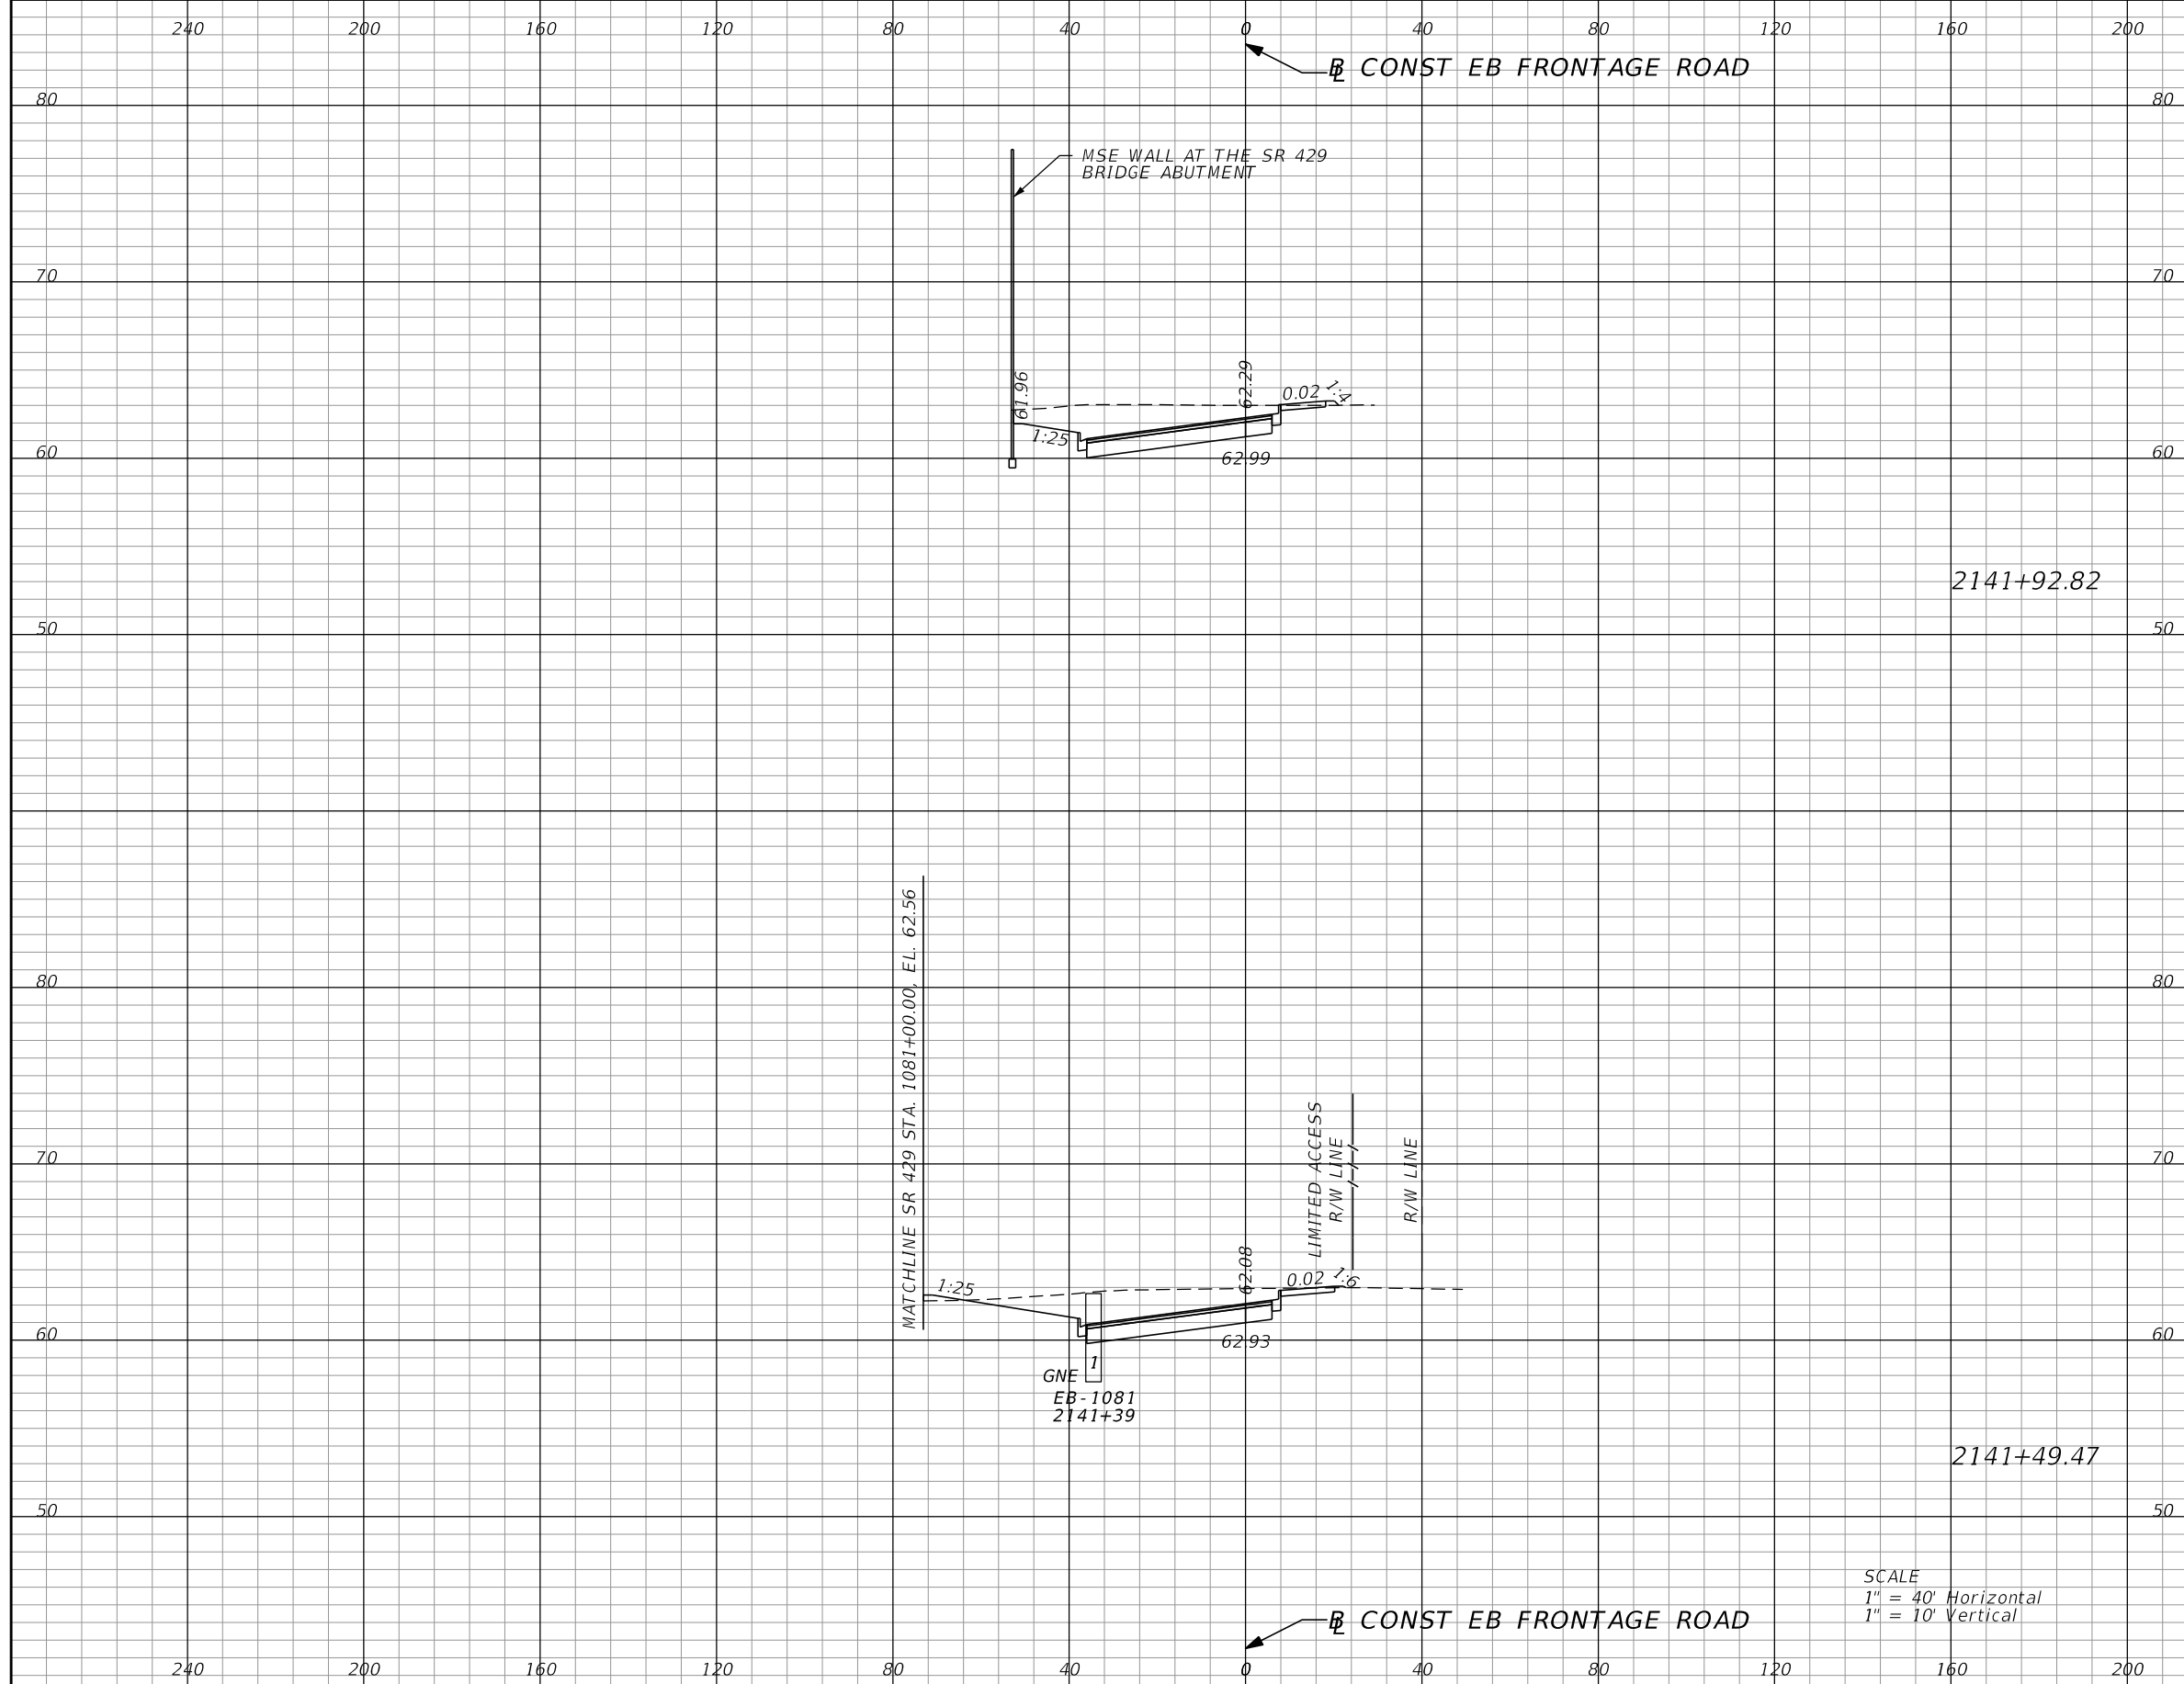 240 200 160 120 80 40 0 40 80 120 160 200
BL CONST EB FRONTAGE ROAD
80 80
MSE WALL AT THE SR 429
BRIDGE ABUTMENT
70 70
61.96
62.29
0.02
1:4
1:25
60 60
62.99
2141+92.82
50 50
MATCHLINE SR 429 STA. 1081+00.00, EL. 62.56
80 80
LIMITED ACCESS
R/W LINE
R/W LINE
70 70
62.08
1:25
0.02
1:6
60 60
62.93
1
GNE
EB-1081
2141+39
2141+49.47
50 50
SCALE
1" = 40' Horizontal
1" = 10' Vertical
BL CONST EB FRONTAGE ROAD
240 200 160 120 80 40 0 40 80 120 160 200